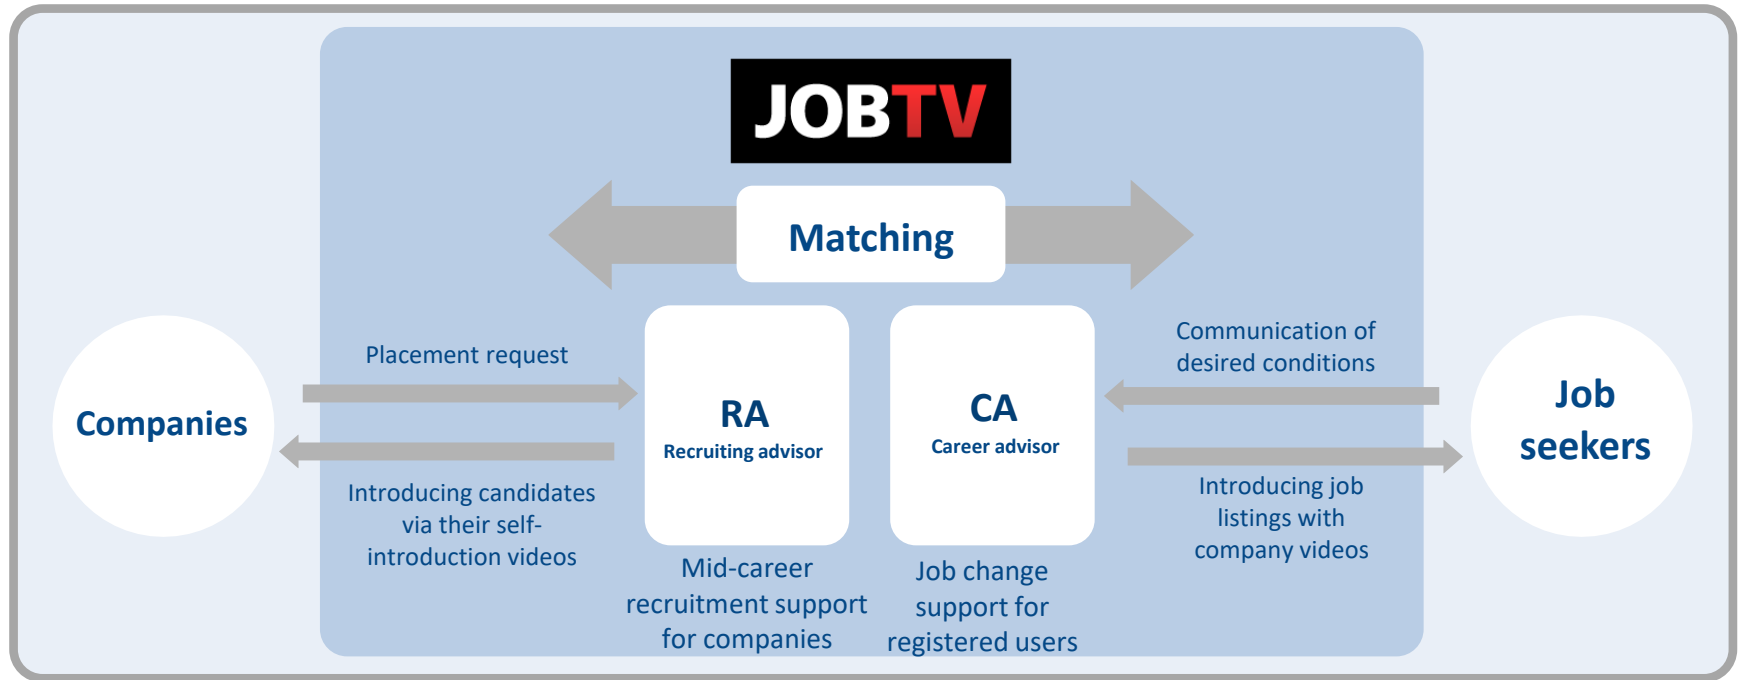 JOBTV
Matching
Companies
Placement request
Introducing candidates
via their self-
introduction videos
RA
Recruiting advisor
Mid-career
recruitment support
for companies
CA
Career advisor
Job change
support for
registered users
Communication of
desired conditions
Introducing job
listings with
company videos
Job
seekers